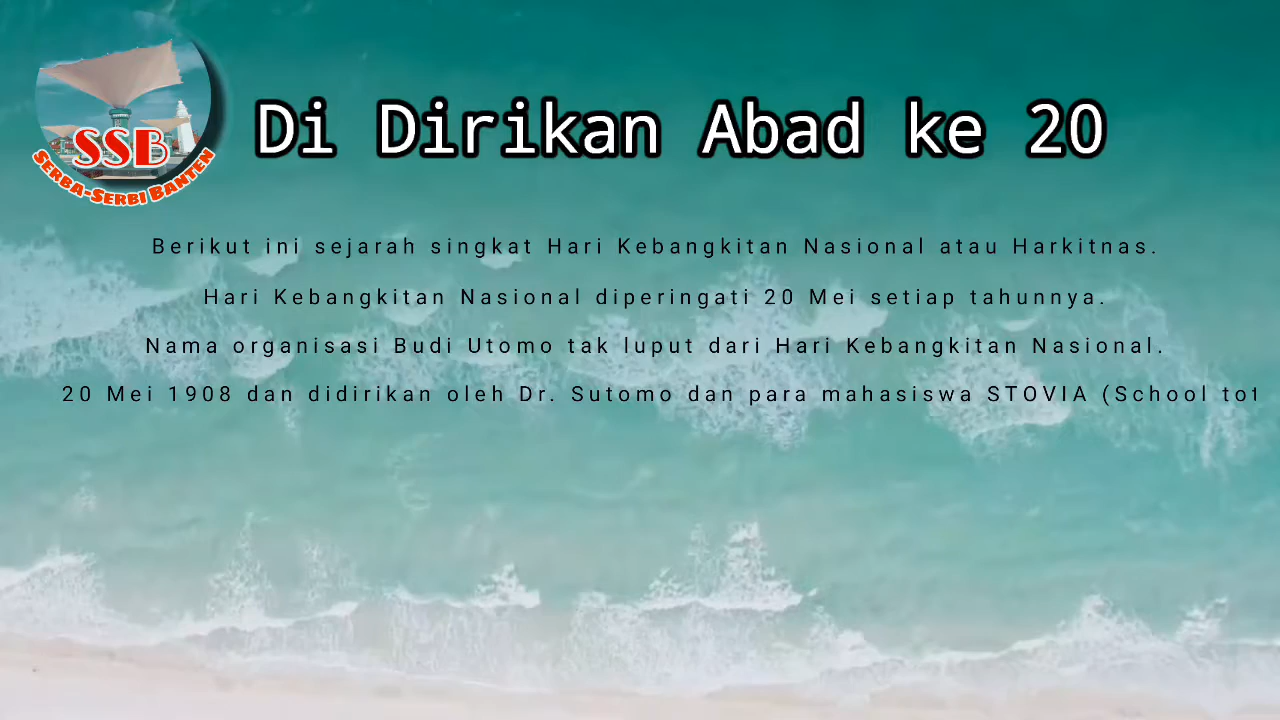 SSB
SERBA-SERBI BANTEN
Di Dirikan Abad ke 20
Berikut ini sejarah singkat Hari Kebangkitan Nasional atau Harkitnas.
Hari Kebangkitan Nasional diperingati 20 Mei setiap tahunnya.
Nama organisasi Budi Utomo tak luput dari Hari Kebangkitan Nasional.
20 Mei 1908 dan didirikan oleh Dr. Sutomo dan para mahasiswa STOVIA (School tot